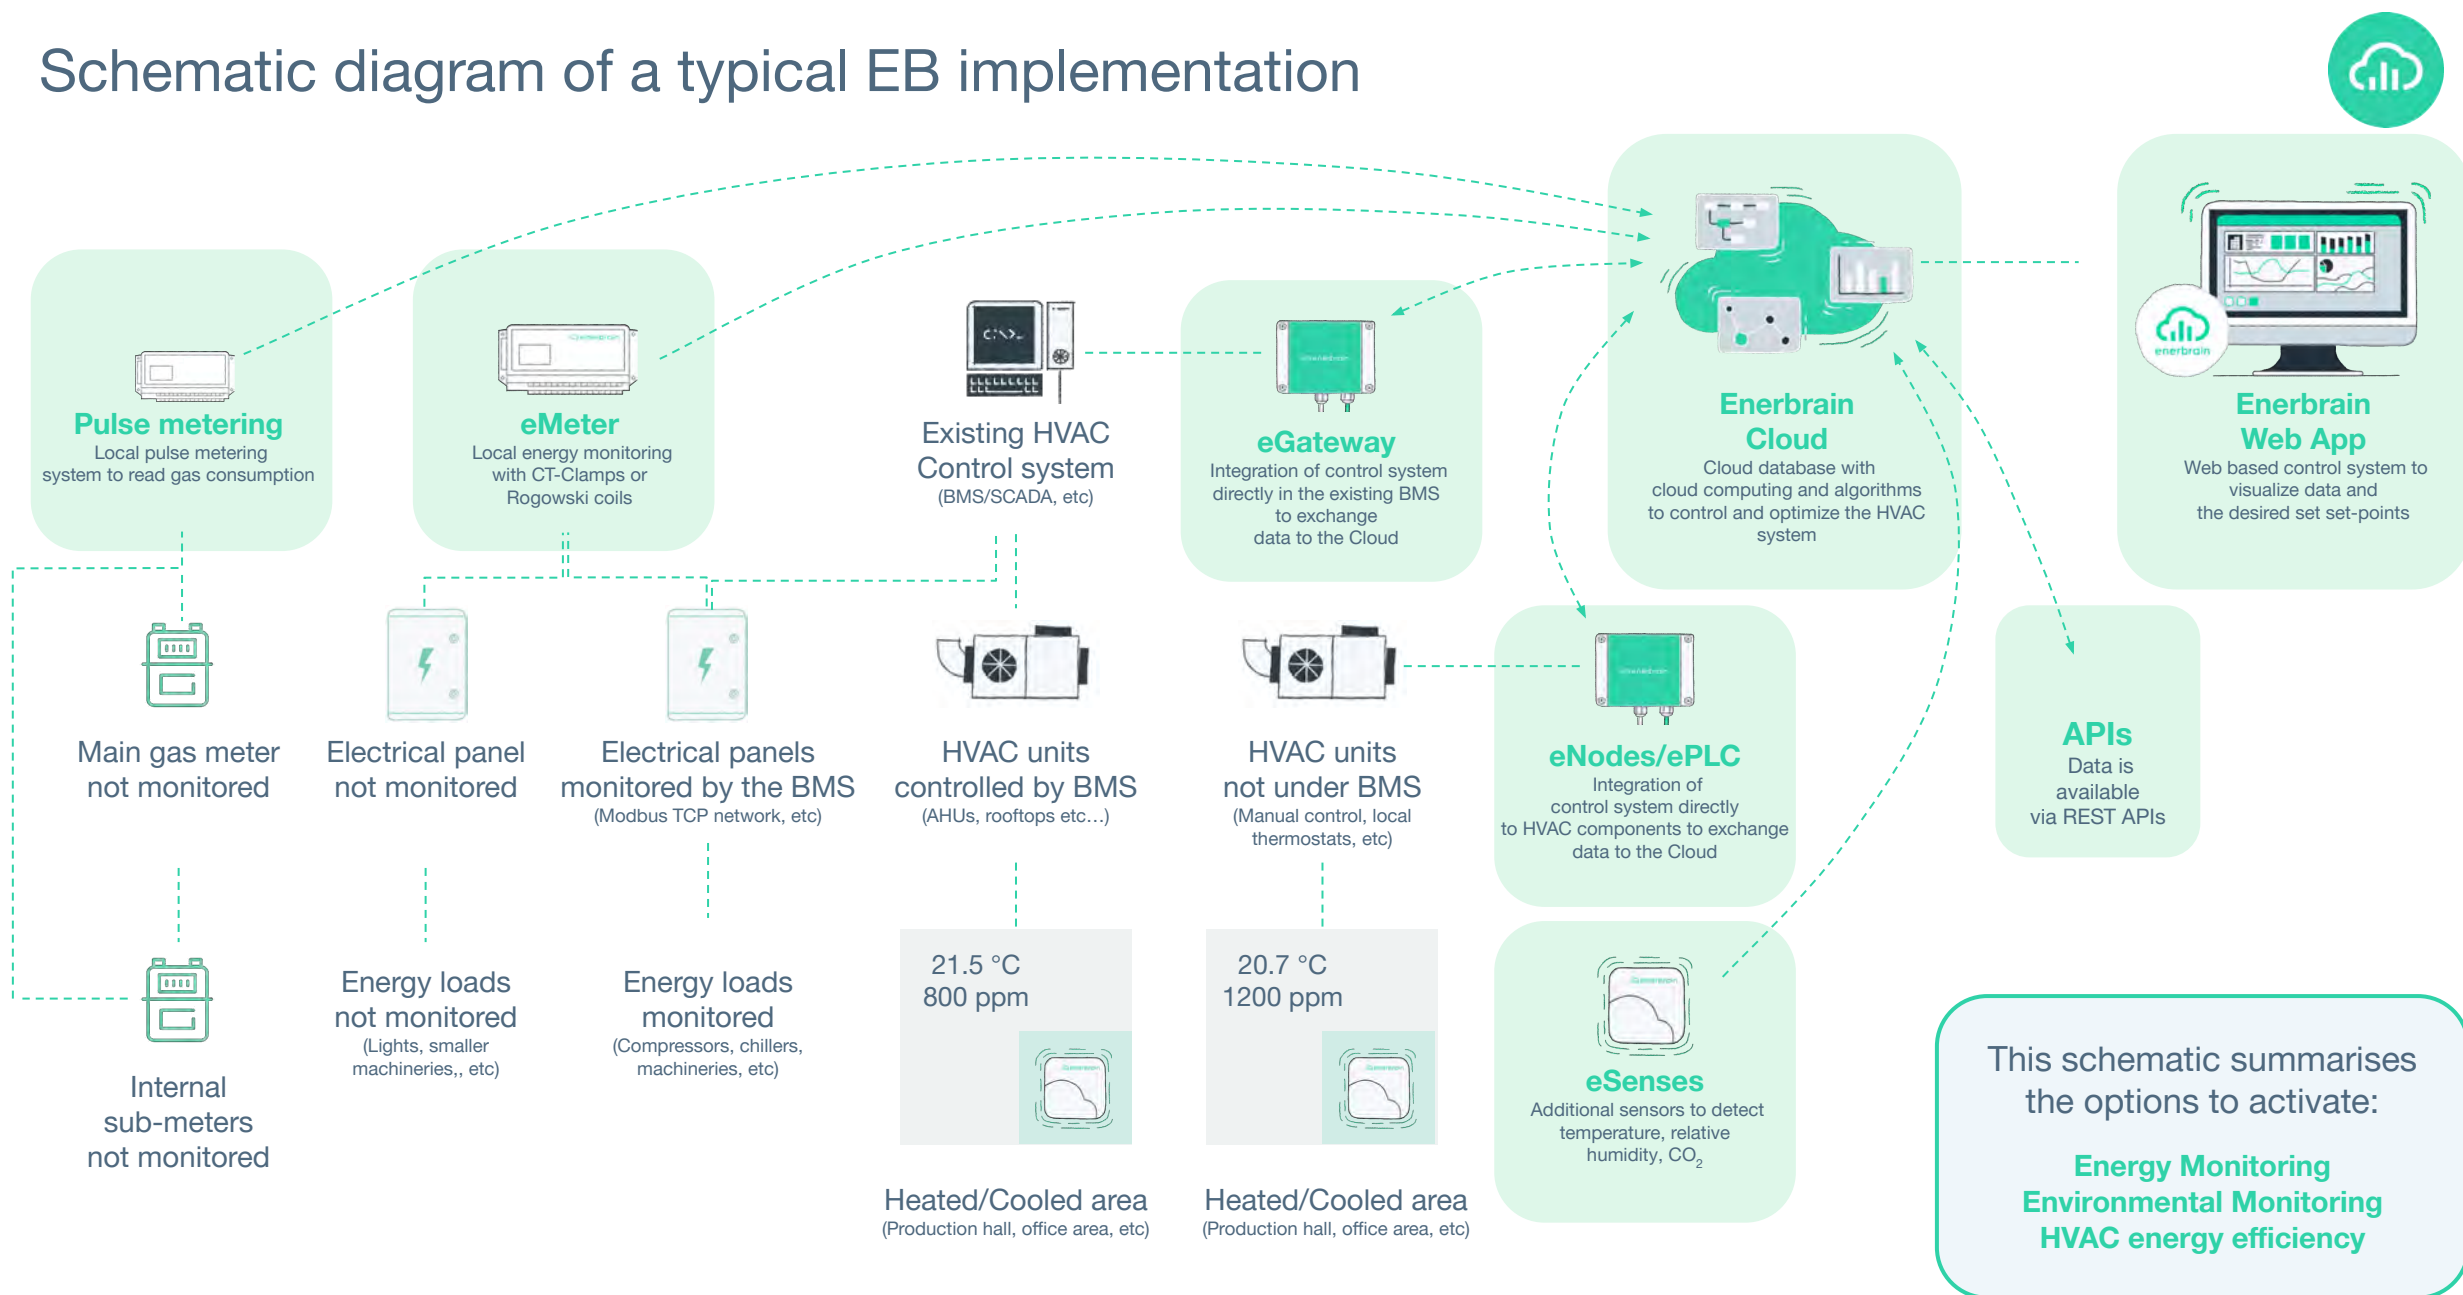 Schematic diagram of a typical EB implementation
Pulse metering
Local pulse metering
system to read gas consumption
enerbrain
eMeter
Local energy monitoring
with CT-Clamps or
Rogowski coils
Existing HVAC
Control system
(BMS/SCADA, etc)
eGateway
Integration of control system
directly in the existing BMS
to exchange
data to the Cloud
Enerbrain
Cloud
Cloud database with
cloud computing and algorithms
to control and optimize the HVAC
system
enerbrain
Enerbrain
Web App
Web based control system to
visualize data and
the desired set set-points
Main gas meter
not monitored
Electrical panel
not monitored
Electrical panels
monitored by the BMS
(Modbus TCP network, etc)
HVAC units
controlled by BMS
(AHUs, rooftops etc…)
HVAC units
not under BMS
(Manual control, local
thermostats, etc)
eNodes/ePLC
Integration of
control system directly
to HVAC components to exchange
data to the Cloud
APIs
Data is
available
via REST APIs
Internal
sub-meters
not monitored
Energy loads
not monitored
(Lights, smaller
machineries,, etc)
Energy loads
monitored
(Compressors, chillers,
machineries, etc)
21.5 °C
800 ppm
Heated/Cooled area
(Production hall, office area, etc)
20.7 °C
1200 ppm
Heated/Cooled area
(Production hall, office area, etc)
eSenses
Additional sensors to detect
temperature, relative
humidity, CO₂
This schematic summarises
the options to activate:
Energy Monitoring
Environmental Monitoring
HVAC energy efficiency